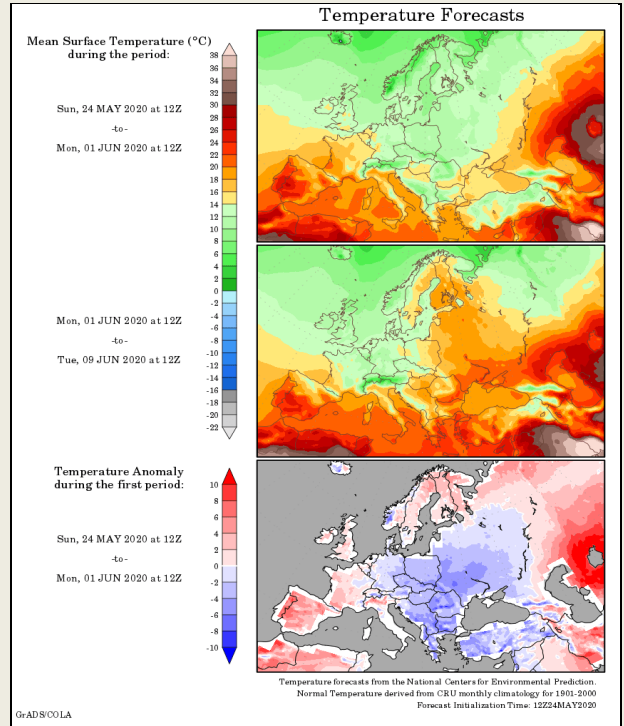 Temperature Forecasts
Mean Surface Temperature (°C)
during the period:
38
36
34
32
30
28
26
24
22
20
18
16
14
12
10
8
6
4
2
0
-2
-4
-6
-8
-10
-12
-14
-16
-18
-20
-22
Sun, 24 MAY 2020 at 12Z
-to-
Mon, 01 JUN 2020 at 12Z
Mon, 01 JUN 2020 at 12Z
-to-
Tue, 09 JUN 2020 at 12Z
Temperature Anomaly
during the first period:
10
8
6
4
2
0
-2
-4
-6
-8
-10
Sun, 24 MAY 2020 at 12Z
-to-
Mon, 01 JUN 2020 at 12Z
Temperature forecasts from the National Centers for Environmental Prediction.
Normal Temperature derived from CRU monthly climatology for 1901-2000
Forecast Initialization Time: 12Z24MAY2020
GrADS/COLA